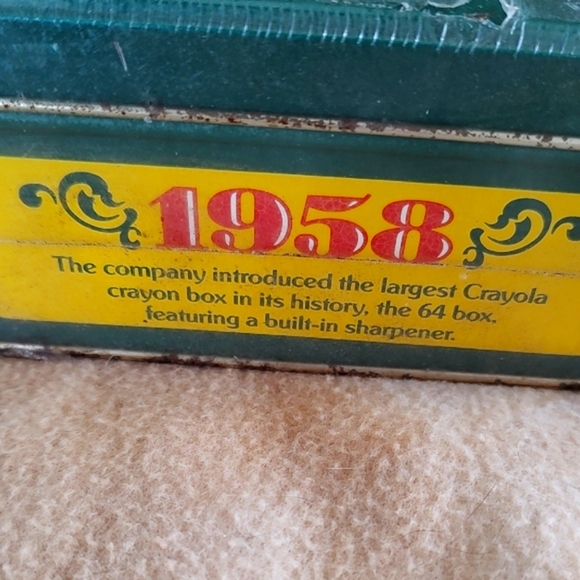 1958
The company introduced the largest Crayola
crayon box in its history, the 64 box,
featuring a built-in sharpener.